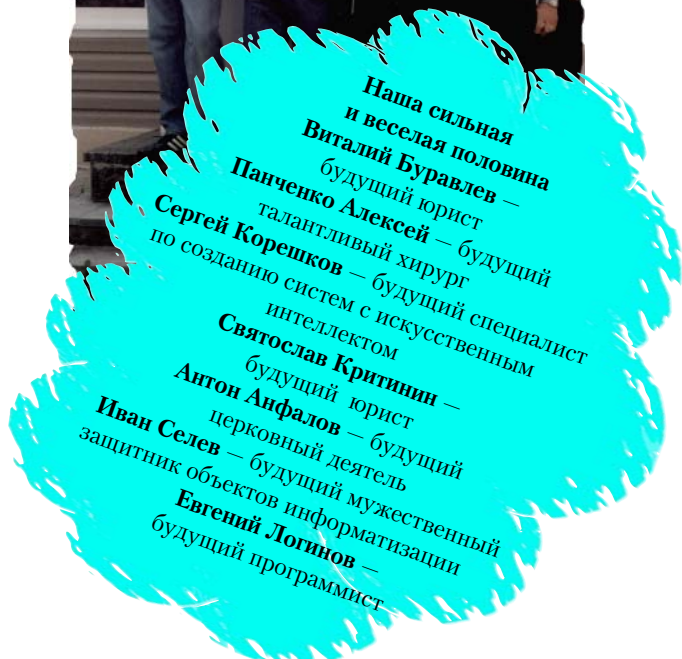 Наша сильная
и веселая половина
Виталий Буравлев –
будущий юрист
Панченко Алексей – будущий
талантливый хирург
Сергей Корешков – будущий специалист
по созданию систем с искусственным
интеллектом
Святослав Критинин –
будущий юрист
Антон Анфалов – будущий
церковный деятель
Иван Селев – будущий мужественный
защитник объектов информатизации
Евгений Логинов –
будущий программист